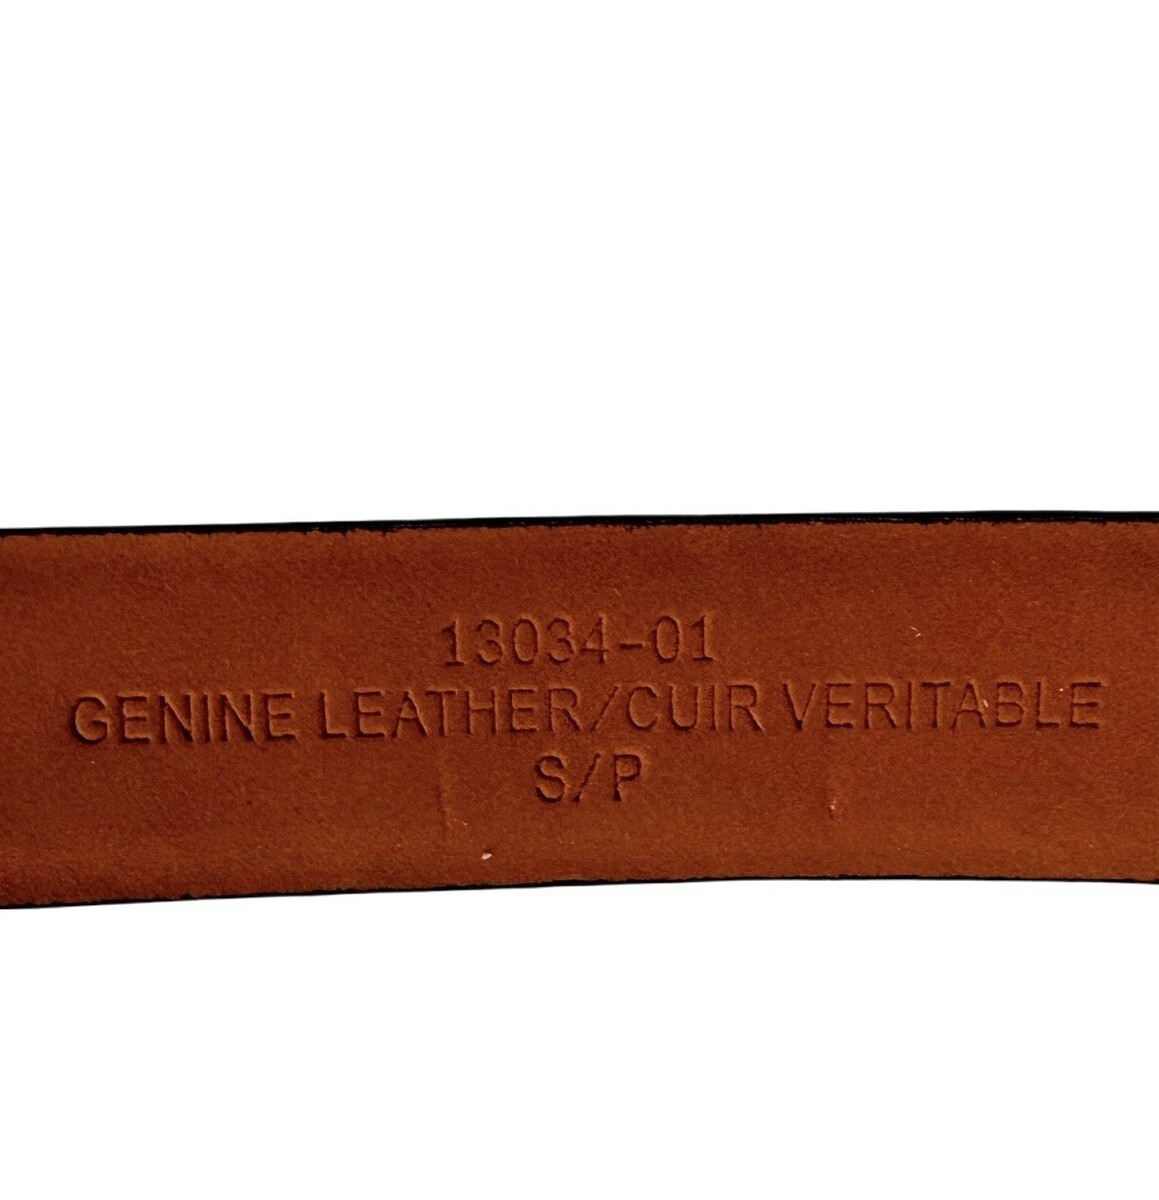 13034-01
GENINE LEATHER/CUIR VERITABLE
S/P